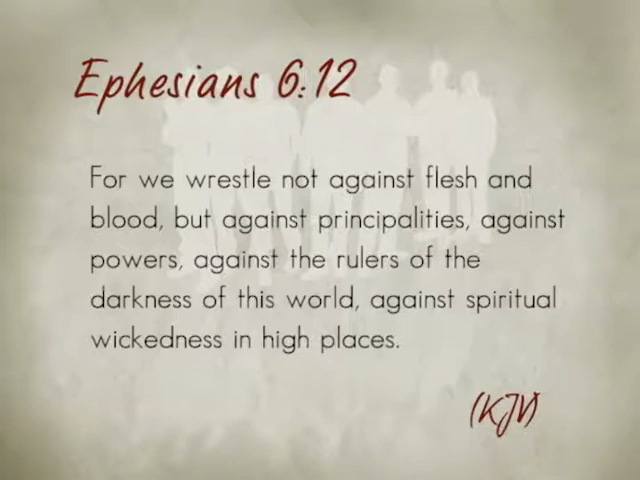 Ephesians 6:12
For we wrestle not against flesh and
blood, but against principalities, against
powers, against the rulers of the
darkness of this world, against spiritual
wickedness in high places.
(KJV)